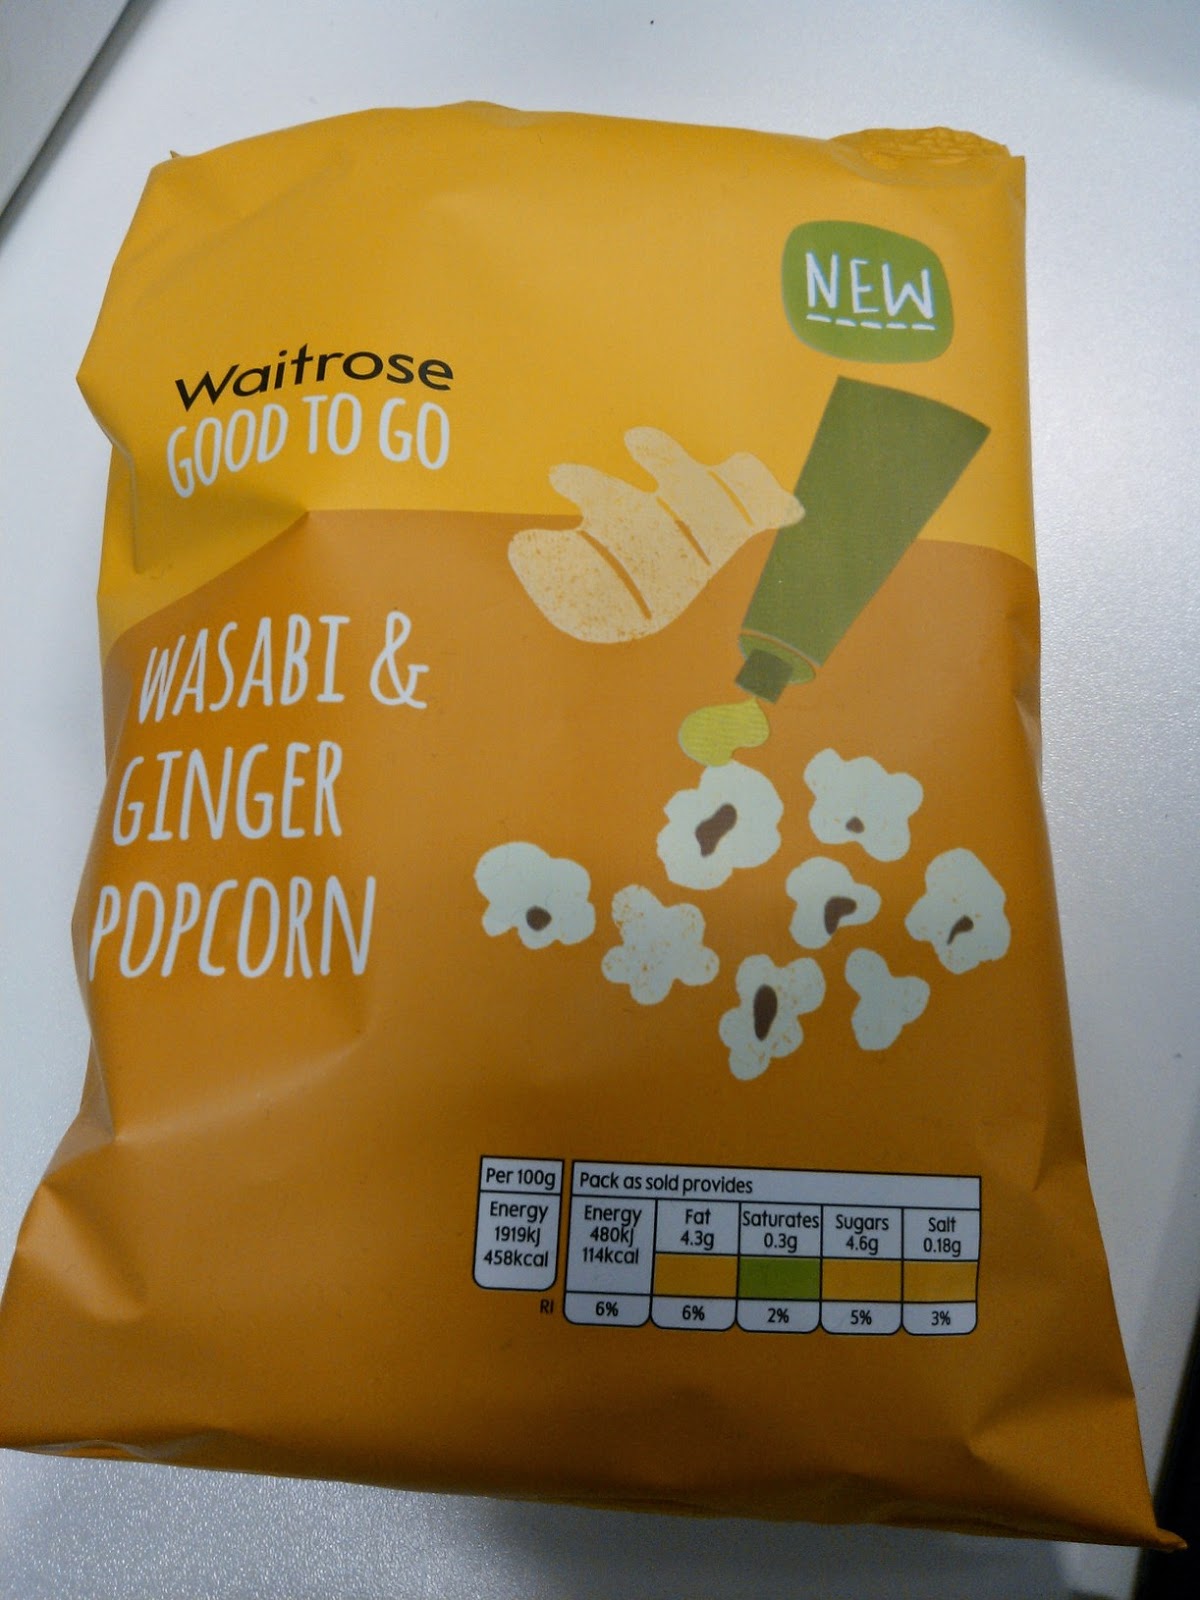 NEW
Waitrose
GOOD TO GO
WASABI &
GINGER
POPCORN
Per 100g
Energy
1919kJ
458kcal
Pack as sold provides
Energy
480kJ
114kcal
Fat
4.3g
Saturates
0.3g
Sugars
4.6g
Salt
0.18g
RI
6%
6%
2%
5%
3%